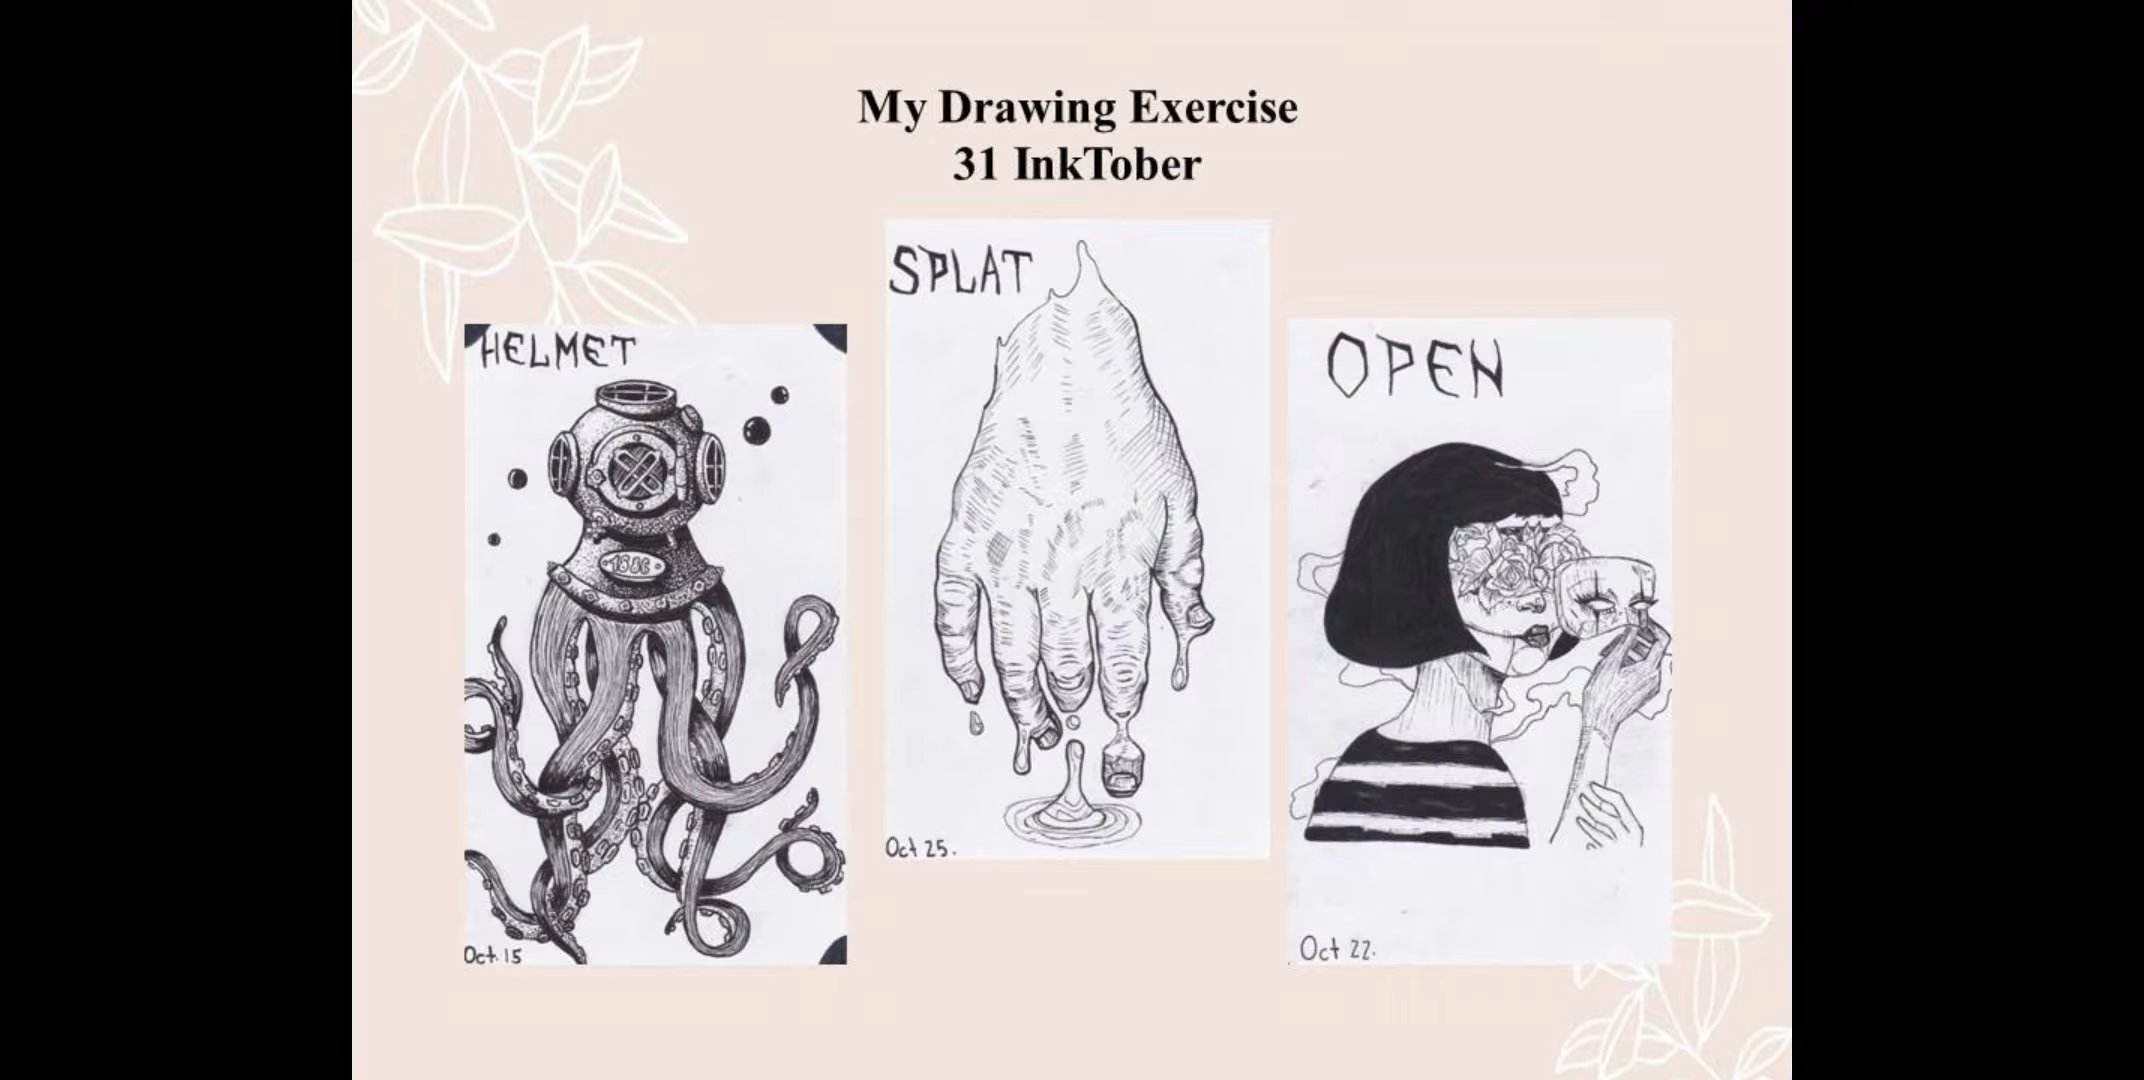 My Drawing Exercise
31 InkTober
HELMET
1886
Oct. 15
SPLAT
Oct 25.
OPEN
Oct 22.